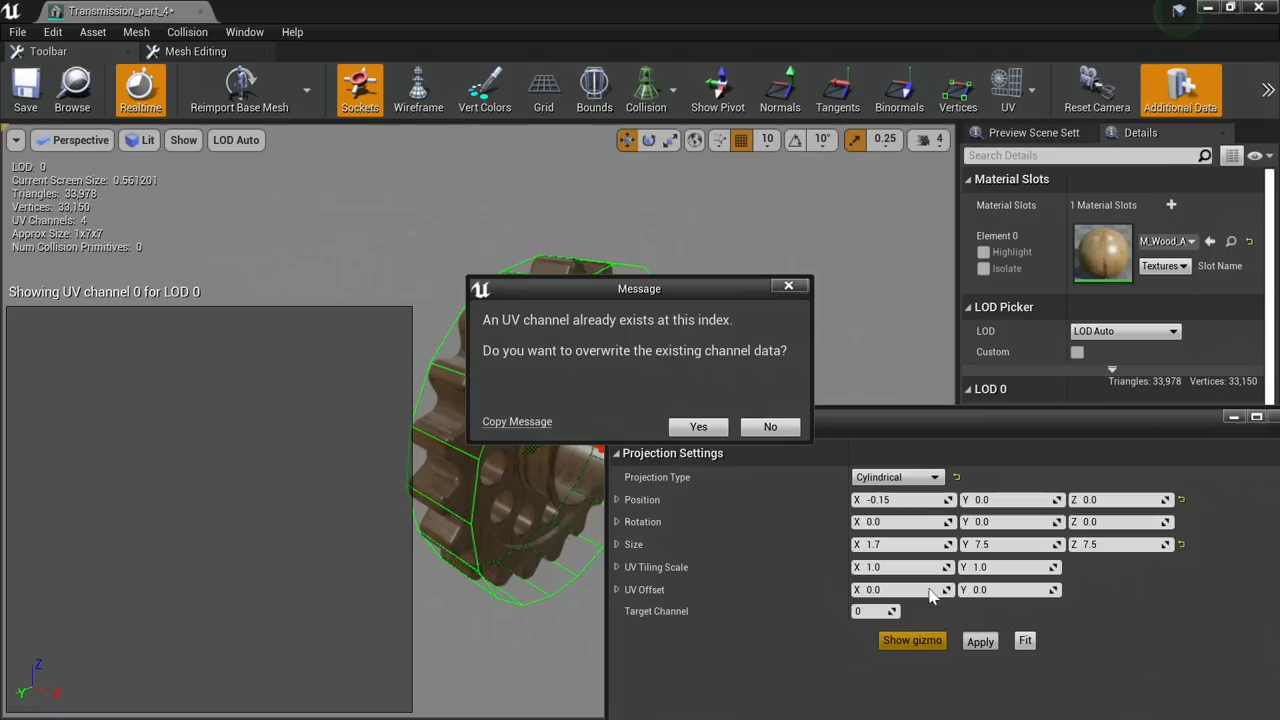 Transmission_part_4*
File Edit Asset Mesh Collision Window Help
Toolbar Mesh Editing
Save Browse Realtime Reimport Base Mesh Sockets Wireframe Vert Colors Grid Bounds Collision Show Pivot Normals Tangents Binormals Vertices UV Reset Camera Additional Data
Perspective Lit Show LOD Auto 10 10° 0.25 4
Preview Scene Sett Details
Search Details
LOD: 0
Current Screen Size: 0.561201
Triangles: 33,978
Vertices: 33,150
UV Channels: 4
Approx Size: 1x7x7
Num Collision Primitives: 0
Showing UV channel 0 for LOD 0
Material Slots
Material Slots 1 Material Slots
Element 0
Highlight
Isolate
M_Wood_A
Textures Slot Name
LOD Picker
LOD LOD Auto
Custom
Triangles: 33,978 Vertices: 33,150
LOD 0
Message
An UV channel already exists at this index.
Do you want to overwrite the existing channel data?
Copy Message Yes No
Projection Settings
Projection Type Cylindrical
Position X -0.15 Y 0.0 Z 0.0
Rotation X 0.0 Y 0.0 Z 0.0
Size X 1.7 Y 7.5 Z 7.5
UV Tiling Scale X 1.0 Y 1.0
UV Offset X 0.0 Y 0.0
Target Channel 0
Show gizmo Apply Fit
Z
Y X